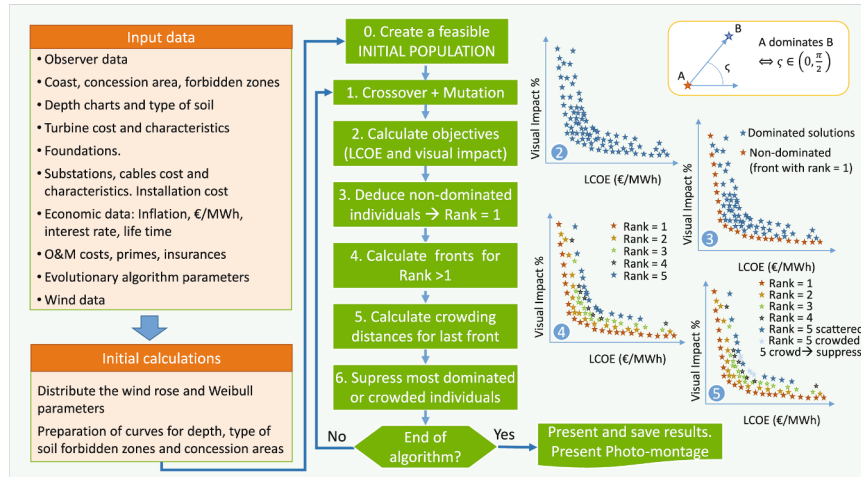 Input data
• Observer data
• Coast, concession area, forbidden zones
• Depth charts and type of soil
• Turbine cost and characteristics
• Foundations.
• Substations, cables cost and
characteristics. Installation cost
• Economic data: Inflation, €/MWh,
interest rate, life time
• O&M costs, primes, insurances
• Evolutionary algorithm parameters
• Wind data
Initial calculations
Distribute the wind rose and Weibull
parameters
Preparation of curves for depth, type of
soil forbidden zones and concession areas
0. Create a feasible
INITIAL POPULATION
1. Crossover + Mutation
2. Calculate objectives
(LCOE and visual impact)
3. Deduce non-dominated
individuals → Rank = 1
4. Calculate fronts for
Rank >1
5. Calculate crowding
distances for last front
6. Supress most dominated
or crowded individuals
No
End of
algorithm?
Yes
Present and save results.
Present Photo-montage
Visual Impact %
2
LCOE (€/MWh)
B
A
ς
A dominates B
⟺ ς ∈ (0, π/2)
Dominated solutions
Non-dominated
(front with rank = 1)
Visual Impact %
3
LCOE (€/MWh)
Rank = 1
Rank = 2
Rank = 3
Rank = 4
Rank = 5
Visual Impact %
4
LCOE (€/MWh)
Rank = 1
Rank = 2
Rank = 3
Rank = 4
Rank = 5 scattered
Rank = 5 crowded
5 crowd→ suppress
Visual Impact %
5
LCOE (€/MWh)